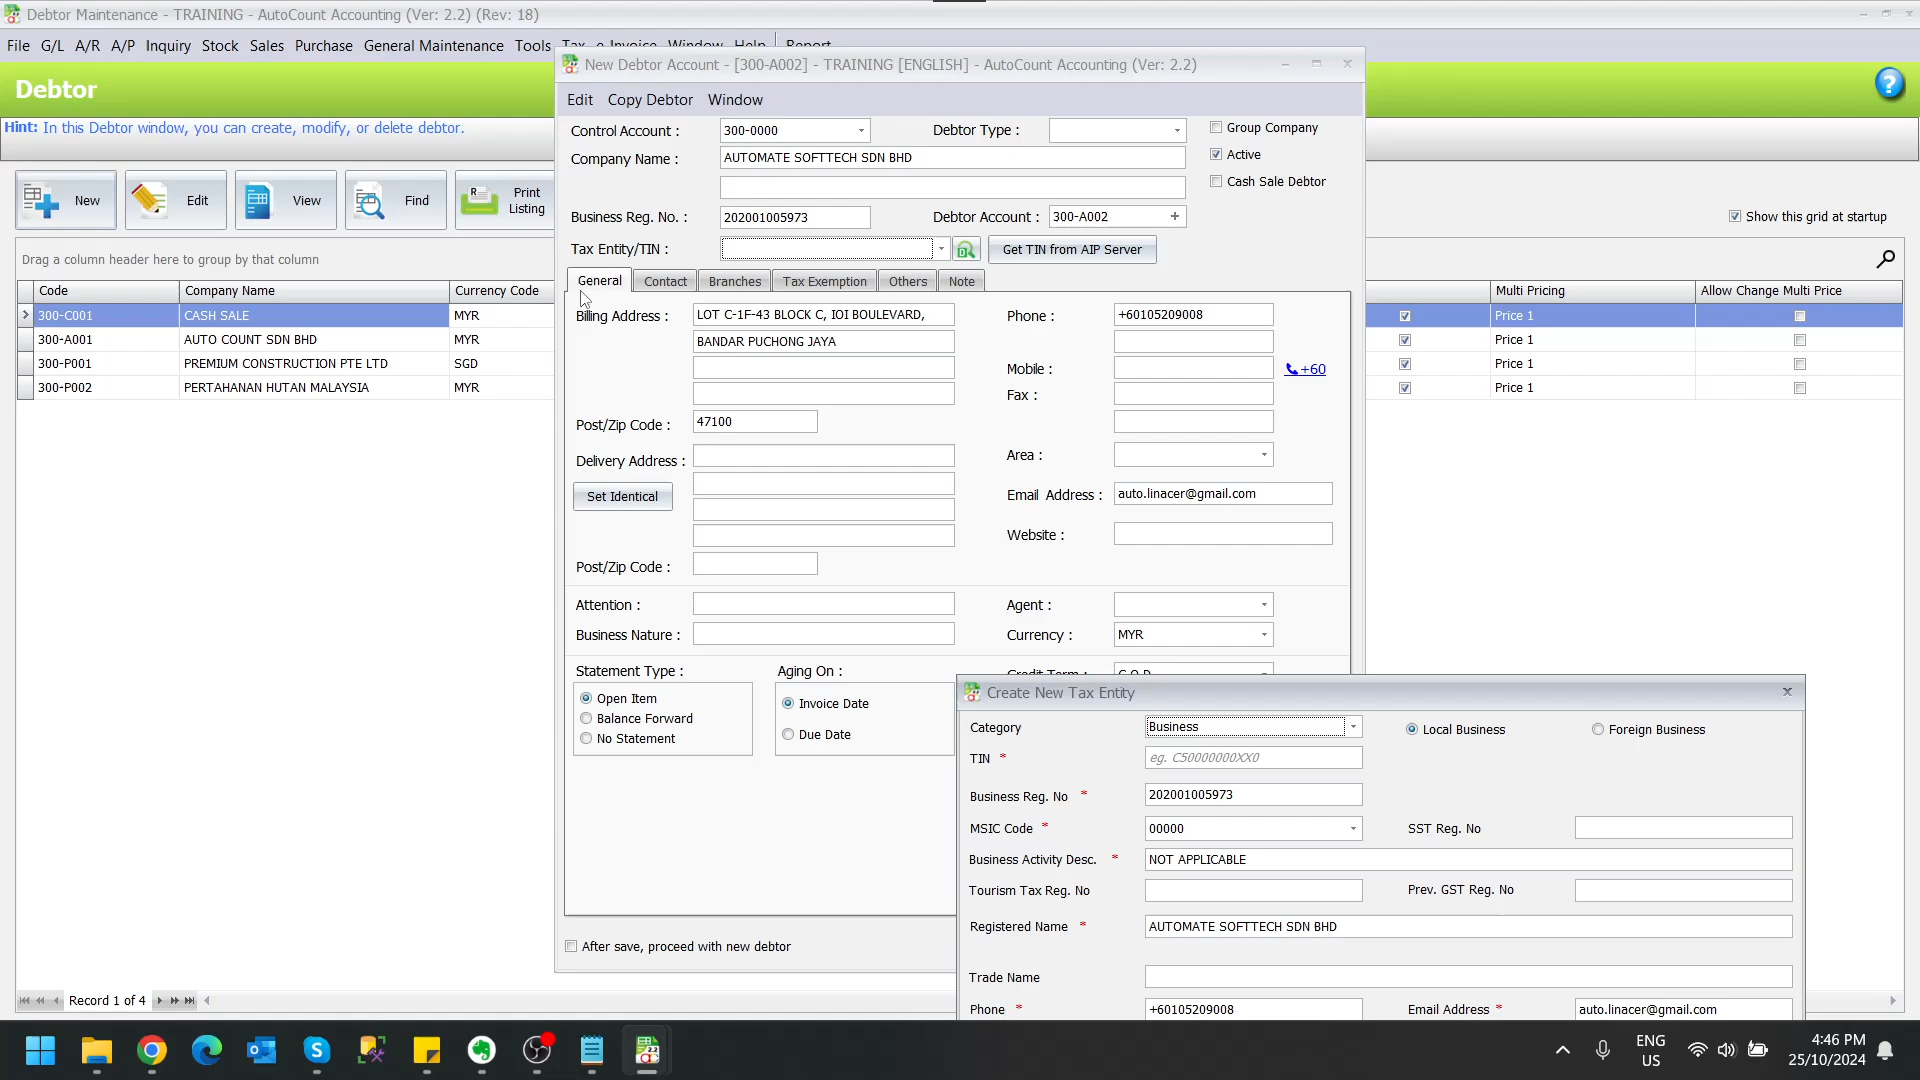 Debtor Maintenance - TRAINING - AutoCount Accounting (Ver: 2.2) (Rev: 18)
File G/L A/R A/P Inquiry Stock Sales Purchase General Maintenance Tools Tax e-Invoice Window Help Report
Debtor
Hint: In this Debtor window, you can create, modify, or delete debtor.
New
Edit
View
Find
Print Listing
Show this grid at startup
Drag a column header here to group by that column
Code Company Name Currency Code Multi Pricing Allow Change Multi Price
300-C001 CASH SALE MYR Price 1
300-A001 AUTO COUNT SDN BHD MYR Price 1
300-P001 PREMIUM CONSTRUCTION PTE LTD SGD Price 1
300-P002 PERTAHANAN HUTAN MALAYSIA MYR Price 1
Record 1 of 4
New Debtor Account - [300-A002] - TRAINING [ENGLISH] - AutoCount Accounting (Ver: 2.2)
Edit Copy Debtor Window
Control Account : 300-0000 Debtor Type : Group Company
Company Name : AUTOMATE SOFTTECH SDN BHD Active
Cash Sale Debtor
Business Reg. No. : 202001005973 Debtor Account : 300-A002
Tax Entity/TIN : Get TIN from AIP Server
General Contact Branches Tax Exemption Others Note
Billing Address : LOT C-1F-43 BLOCK C, IOI BOULEVARD, Phone : +60105209008
BANDAR PUCHONG JAYA
Mobile : +60
Fax :
Post/Zip Code : 47100
Delivery Address : Area :
Set Identical Email Address : auto.linacer@gmail.com
Website :
Post/Zip Code :
Attention : Agent :
Business Nature : Currency : MYR
Statement Type : Aging On : Credit Term : C.O.D.
Open Item Invoice Date
Balance Forward
No Statement Due Date
After save, proceed with new debtor
Create New Tax Entity
Category Business Local Business Foreign Business
TIN * eg. C50000000XX0
Business Reg. No * 202001005973
MSIC Code * 00000 SST Reg. No
Business Activity Desc. * NOT APPLICABLE
Tourism Tax Reg. No Prev. GST Reg. No
Registered Name * AUTOMATE SOFTTECH SDN BHD
Trade Name
Phone * +60105209008 Email Address * auto.linacer@gmail.com
ENG
US
4:46 PM
25/10/2024